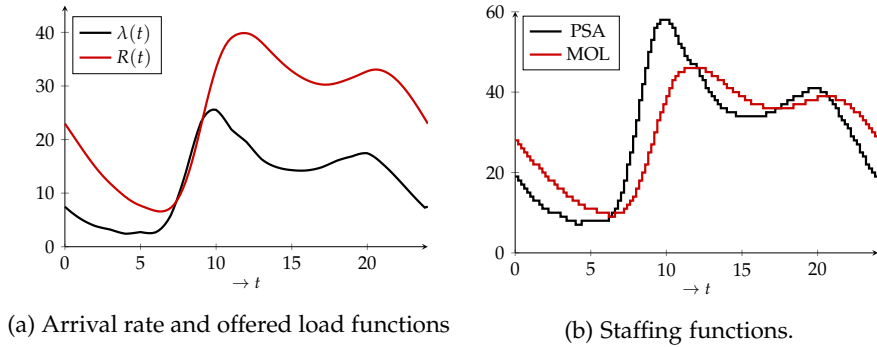 40
30
20
10
0
λ(t)
R(t)
0 5 10 15 20
→ t
(a) Arrival rate and offered load functions
60
40
20
0
PSA
MOL
0 5 10 15 20
→ t
(b) Staffing functions.